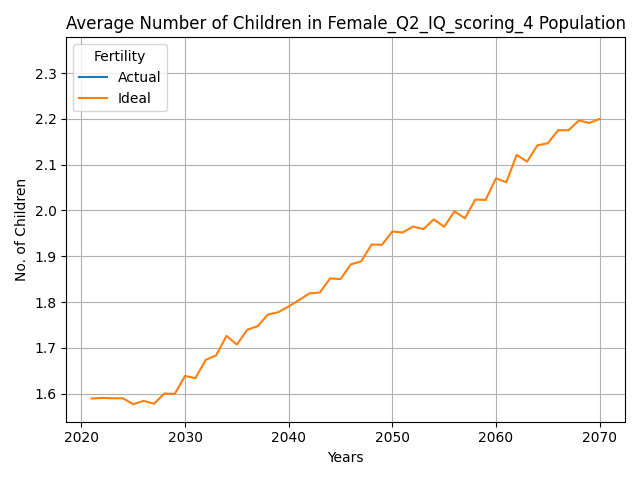 Average Number of Children in Female_Q2_IQ_scoring_4 Population
Fertility
Actual
Ideal
No. of Children
2.3
2.2
2.1
2.0
1.9
1.8
1.7
1.6
2020 2030 2040 2050 2060 2070
Years